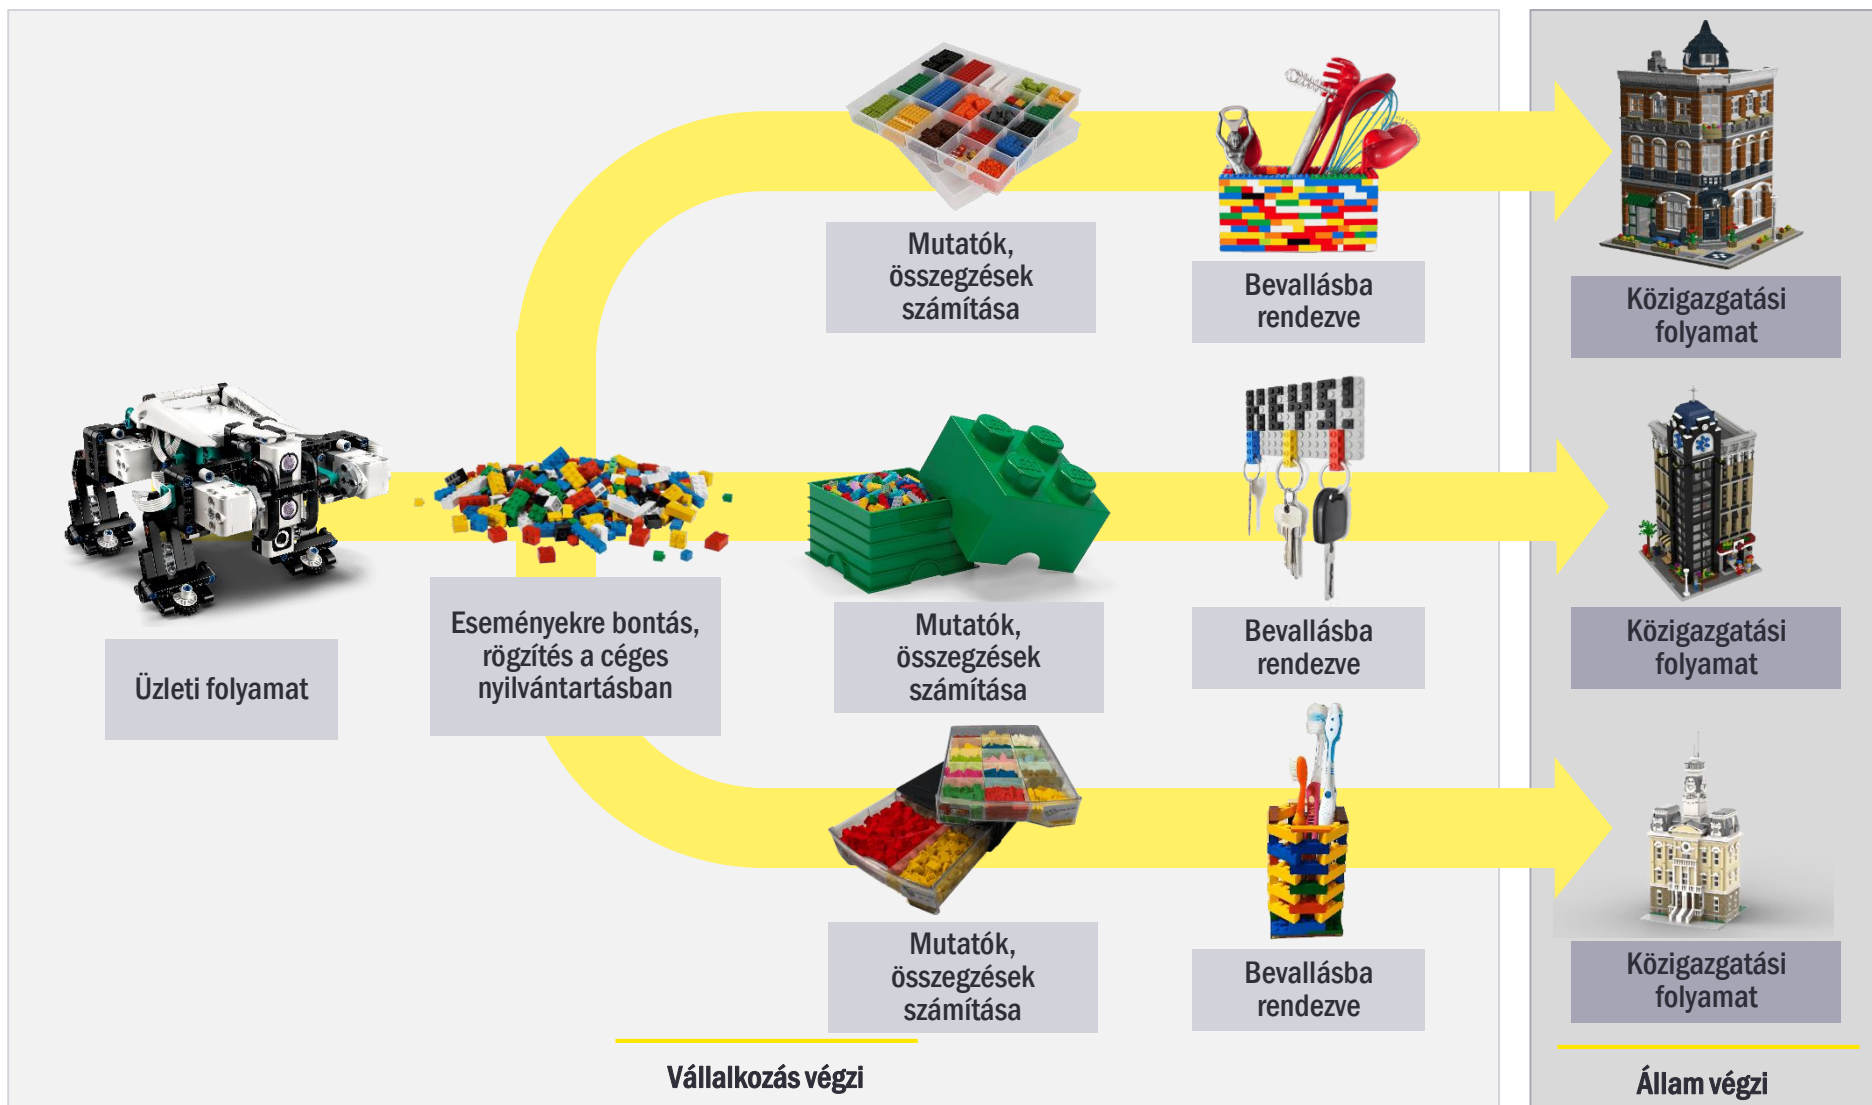 Mutatók,
összegzések
számítása
Bevallásba
rendezve
Közigazgatási
folyamat
KEYS!
Üzleti folyamat
Eseményekre bontás,
rögzítés a céges
nyilvántartásban
Mutatók,
összegzések
számítása
Bevallásba
rendezve
Közigazgatási
folyamat
Mutatók,
összegzések
számítása
Bevallásba
rendezve
Közigazgatási
folyamat
Vállalkozás végzi
Állam végzi